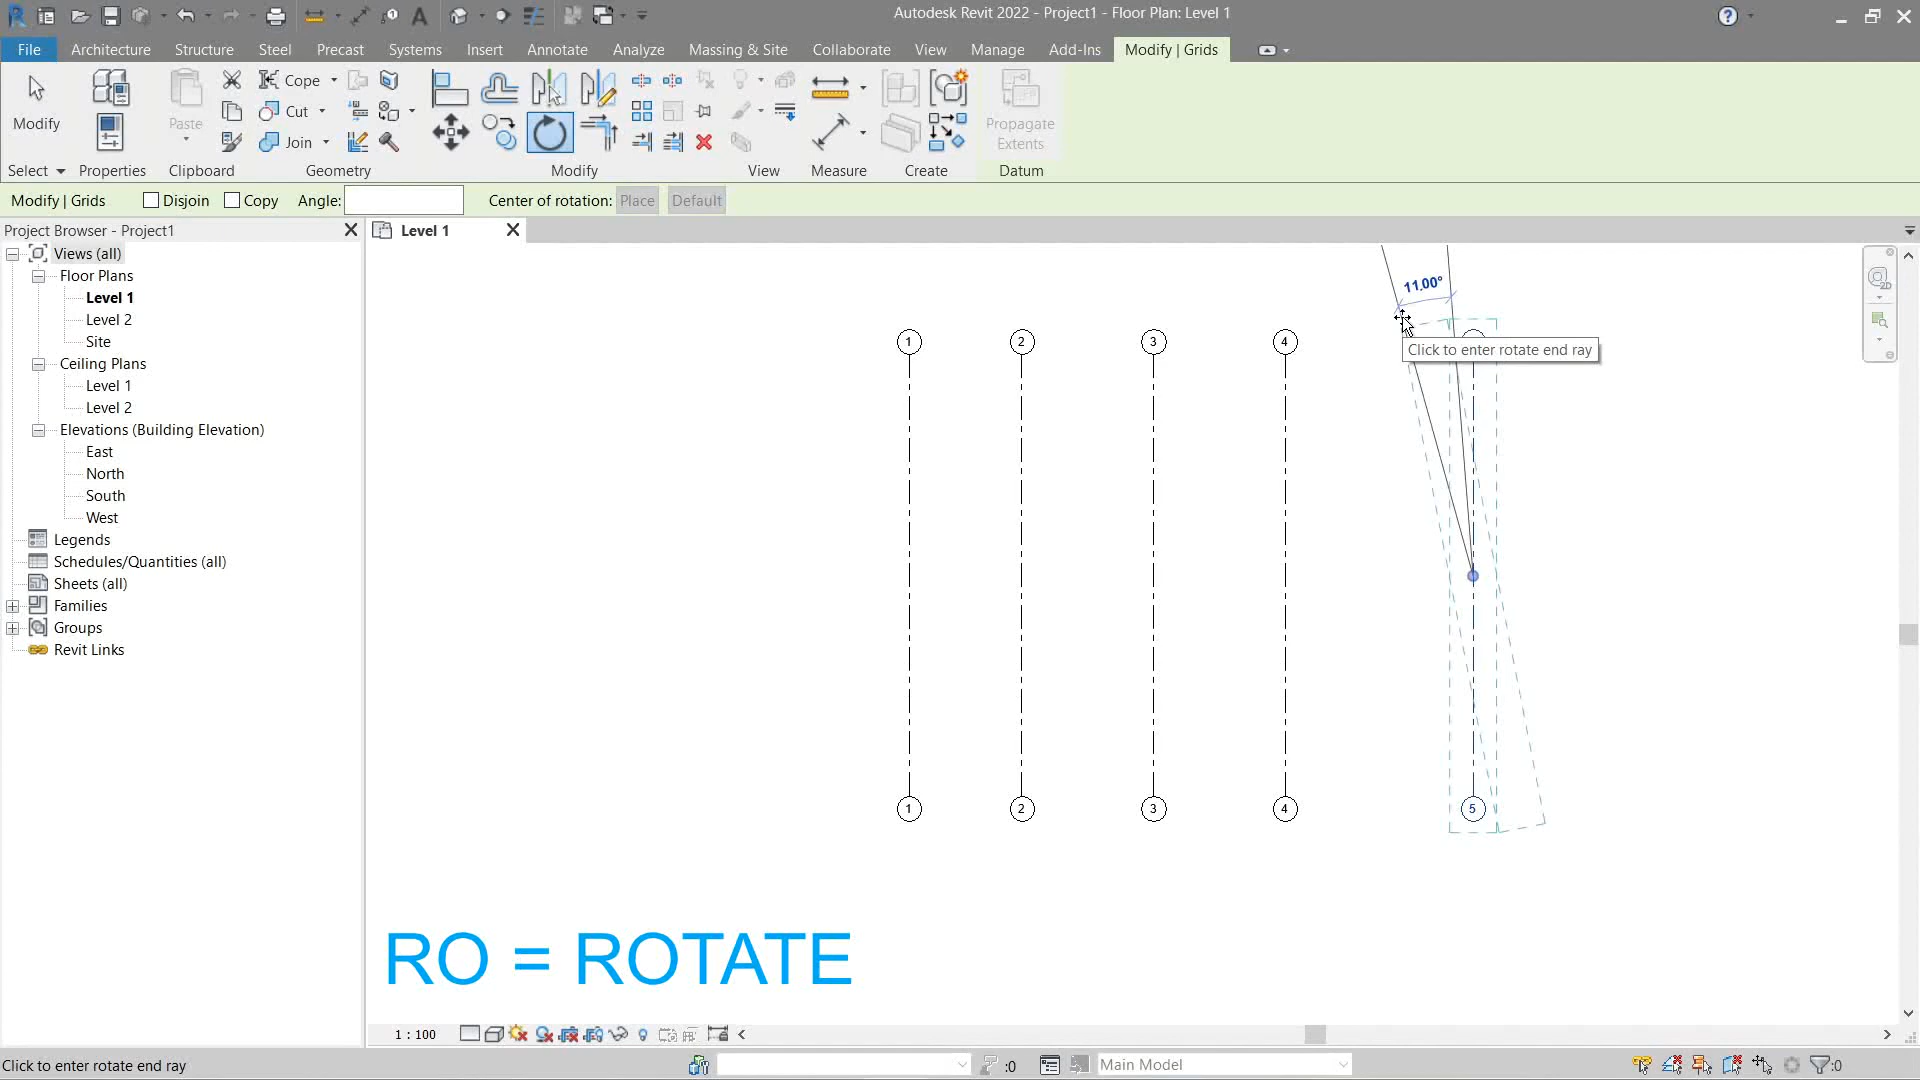 Autodesk Revit 2022 - Project1 - Floor Plan: Level 1
File Architecture Structure Steel Precast Systems Insert Annotate Analyze Massing & Site Collaborate View Manage Add-Ins Modify | Grids
Modify
Paste
Cope
Cut
Join
Propagate
Extents
Select Properties Clipboard Geometry Modify View Measure Create Datum
Modify | Grids Disjoin Copy Angle: Center of rotation: Place Default
Project Browser - Project1
Level 1
Views (all)
Floor Plans
Level 1
Level 2
Site
Ceiling Plans
Level 1
Level 2
Elevations (Building Elevation)
East
North
South
West
Legends
Schedules/Quantities (all)
Sheets (all)
Families
Groups
Revit Links
2D
11.00°
1 2 3 4
Click to enter rotate end ray
1 2 3 4 5
RO = ROTATE
1 : 100
Click to enter rotate end ray
:0
Main Model
:0